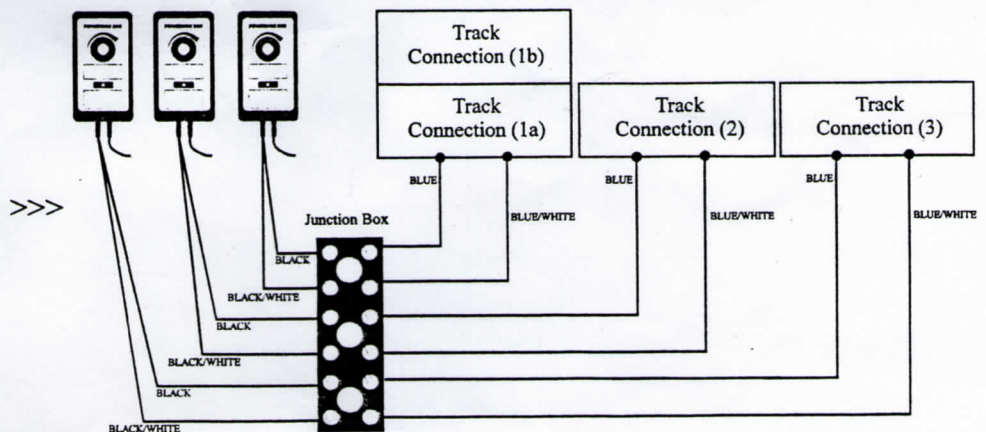 Track
Connection (1b)
Track
Connection (1a)
Track
Connection (2)
Track
Connection (3)
BLUE
BLUE/WHITE
BLUE
BLUE/WHITE
BLUE
BLUE/WHITE
>>>
Junction Box
BLACK
BLACK/WHITE
BLACK
BLACK/WHITE
BLACK
BLACK/WHITE